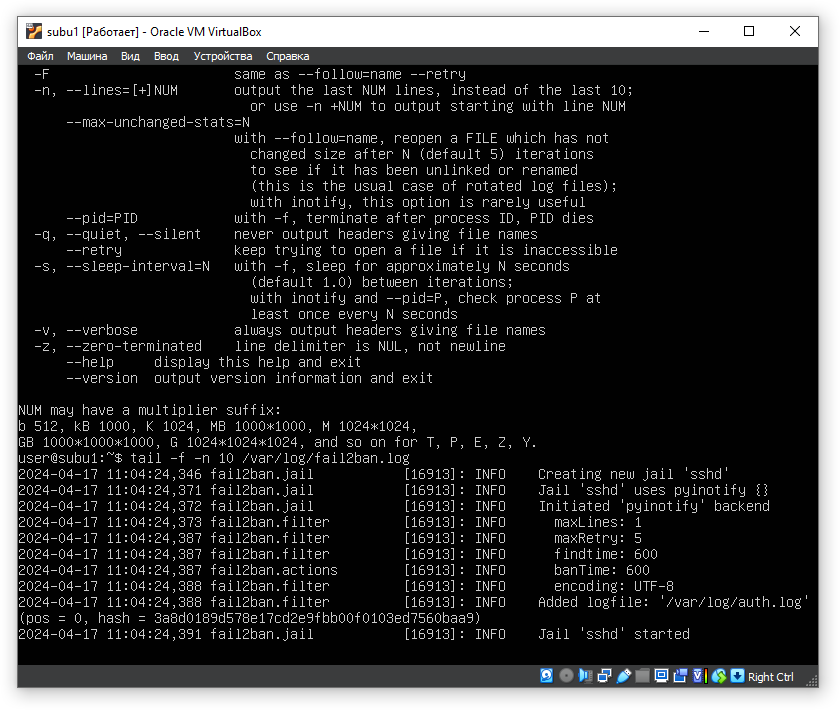 subu1 [Работает] - Oracle VM VirtualBox
Файл Машина Вид Ввод Устройства Справка
-F same as --follow=name --retry
-n, --lines=[+]NUM output the last NUM lines, instead of the last 10;
or use -n +NUM to output starting with line NUM
--max-unchanged-stats=N
with --follow=name, reopen a FILE which has not
changed size after N (default 5) iterations
to see if it has been unlinked or renamed
(this is the usual case of rotated log files);
with inotify, this option is rarely useful
--pid=PID with -f, terminate after process ID, PID dies
-q, --quiet, --silent never output headers giving file names
--retry keep trying to open a file if it is inaccessible
-s, --sleep-interval=N with -f, sleep for approximately N seconds
(default 1.0) between iterations;
with inotify and --pid=P, check process P at
least once every N seconds
-v, --verbose always output headers giving file names
-z, --zero-terminated line delimiter is NUL, not newline
--help display this help and exit
--version output version information and exit
NUM may have a multiplier suffix:
b 512, kB 1000, K 1024, MB 1000*1000, M 1024*1024,
GB 1000*1000*1000, G 1024*1024*1024, and so on for T, P, E, Z, Y.
user@subu1:~$ tail -f -n 10 /var/log/fail2ban.log
2024-04-17 11:04:24,346 fail2ban.jail [16913]: INFO Creating new jail 'sshd'
2024-04-17 11:04:24,371 fail2ban.jail [16913]: INFO Jail 'sshd' uses pyinotify {}
2024-04-17 11:04:24,372 fail2ban.jail [16913]: INFO Initiated 'pyinotify' backend
2024-04-17 11:04:24,373 fail2ban.filter [16913]: INFO maxLines: 1
2024-04-17 11:04:24,387 fail2ban.filter [16913]: INFO maxRetry: 5
2024-04-17 11:04:24,387 fail2ban.filter [16913]: INFO findtime: 600
2024-04-17 11:04:24,387 fail2ban.actions [16913]: INFO banTime: 600
2024-04-17 11:04:24,388 fail2ban.filter [16913]: INFO encoding: UTF-8
2024-04-17 11:04:24,388 fail2ban.filter [16913]: INFO Added logfile: '/var/log/auth.log'
(pos = 0, hash = 3a8d0189d578e17cd2e9fbb00f0103ed7560baa9)
2024-04-17 11:04:24,391 fail2ban.jail [16913]: INFO Jail 'sshd' started
Right Ctrl